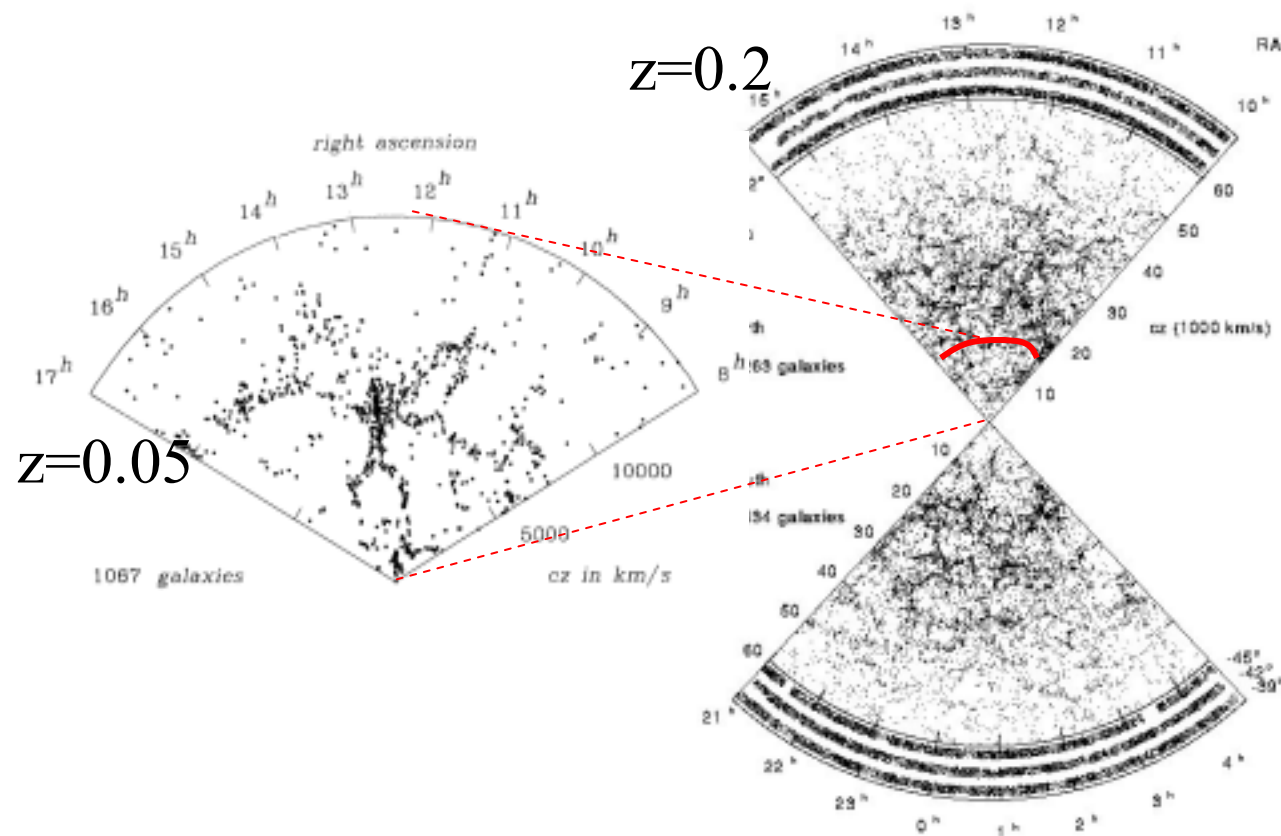 z=0.05
right ascension
17h
16h
15h
14h
13h
12h
11h
10h
9h
8h
5000
10000
1067 galaxies
cz in km/s
z=0.2
15h
14h
13h
12h
11h
10h
RA
60
50
40
30
20
10
cz (1000 km/s)
263 galaxies
10
20
30
40
50
60
134 galaxies
-45°
-42°
-39°
21h
22h
23h
0h
1h
2h
3h
4h